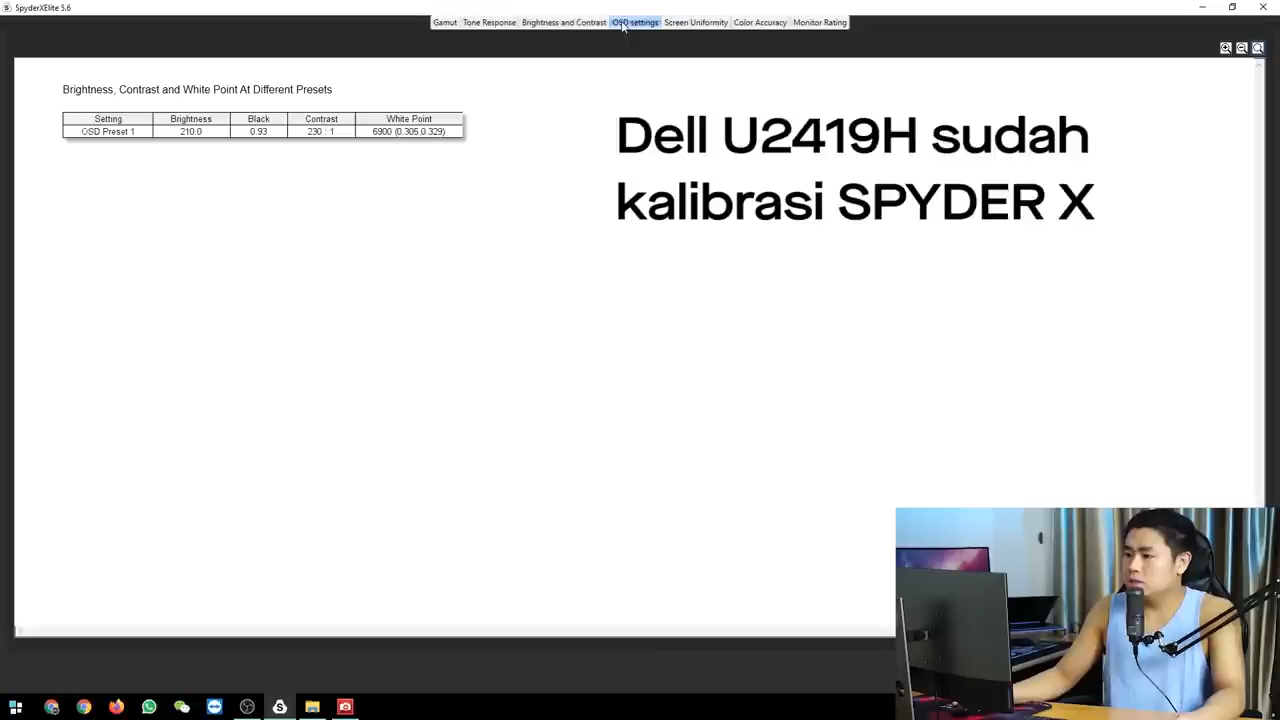 SpyderXElite 5.6
Gamut Tone Response Brightness and Contrast OSD settings Screen Uniformity Color Accuracy Monitor Rating
Brightness, Contrast and White Point At Different Presets
Setting Brightness Black Contrast White Point
OSD Preset 1 210.0 0.93 230 : 1 6900 (0.305,0.329)
Dell U2419H sudah
kalibrasi SPYDER X